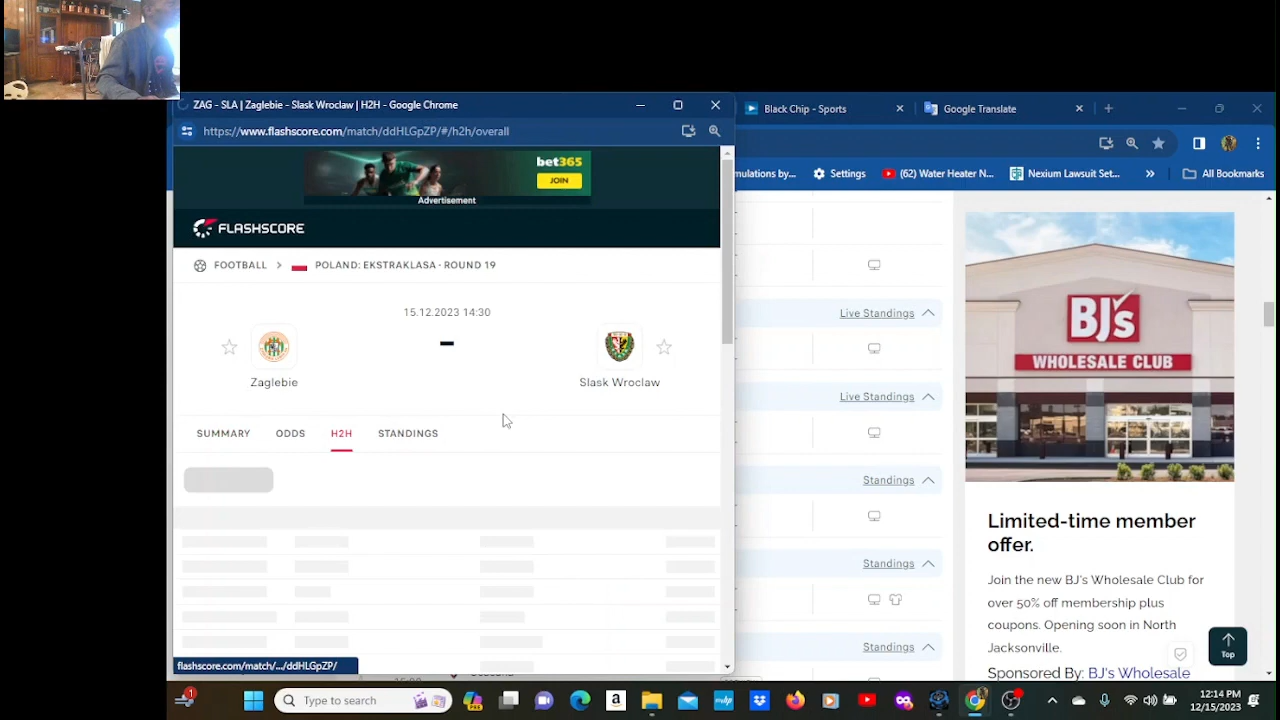 ZAG - SLA | Zaglebie - Slask Wroclaw | H2H - Google Chrome
https://www.flashscore.com/match/ddHLGpZP/#/h2h/overall
bet365
JOIN
Advertisement
FLASHSCORE
FOOTBALL > POLAND: EKSTRAKLASA - ROUND 19
15.12.2023 14:30
-
Zaglebie
Slask Wroclaw
SUMMARY ODDS H2H STANDINGS
flashscore.com/match/.../ddHLGpZP/
Black Chip - Sports
Google Translate
mulations by...
Settings
(62) Water Heater N...
Nexium Lawsuit Set...
All Bookmarks
Live Standings
Live Standings
Standings
Standings
Standings
BJ's
WHOLESALE CLUB
Limited-time member
offer.
Join the new BJ's Wholesale Club for
over 50% off membership plus
coupons. Opening soon in North
Jacksonville.
Sponsored By: BJ's Wholesale
Top
1
Type to search
12:14 PM
12/15/2023